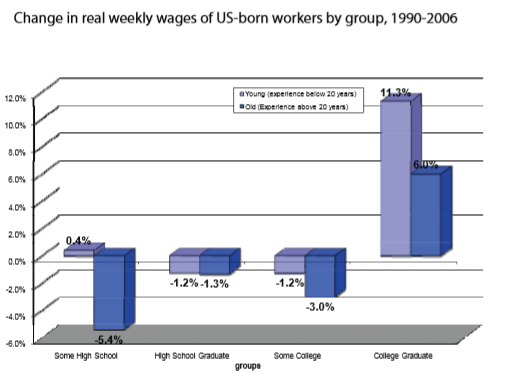 Change in real weekly wages of US-born workers by group, 1990-2006
Young (experience below 20 years)
Old (Experience above 20 years)
12.0%
10.0%
8.0%
6.0%
4.0%
2.0%
0.0%
-2.0%
-4.0%
-6.0%
0.4%
-5.4%
-1.2%
-1.3%
-1.2%
-3.0%
11.3%
6.0%
Some High School
High School Graduate
Some College
College Graduate
groups